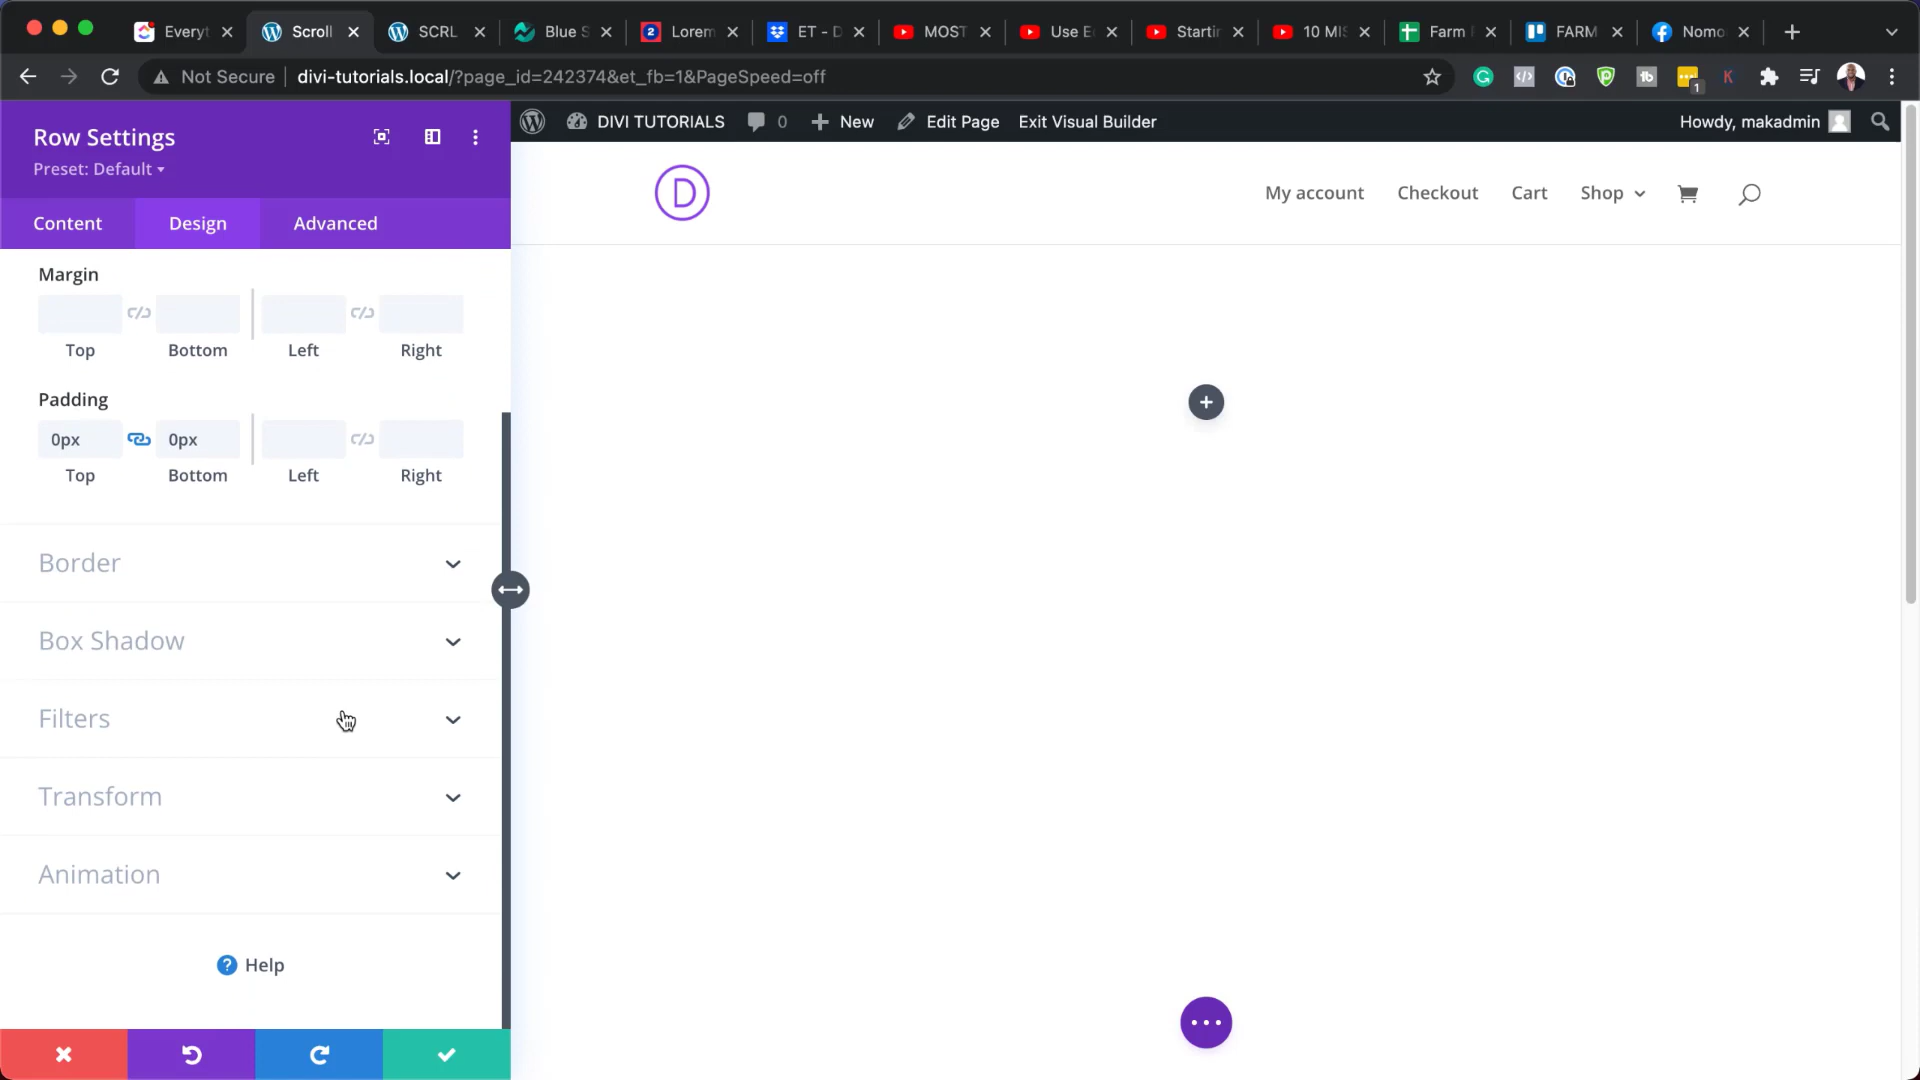 Everyt
Scroll
SCRL
Blue S
2
Lorem
ET - D
MOST
Use E
Startir
10 MIS
Farm
FARM
Nomo
Not Secure
divi-tutorials.local/?page_id=242374&et_fb=1&PageSpeed=off
1
Row Settings
Preset: Default
Content
Design
Advanced
Margin
Top
Bottom
Left
Right
Padding
0px
0px
Top
Bottom
Left
Right
Border
Box Shadow
Filters
Transform
Animation
? Help
DIVI TUTORIALS
0
New
Edit Page
Exit Visual Builder
Howdy, makadmin
D
My account
Checkout
Cart
Shop